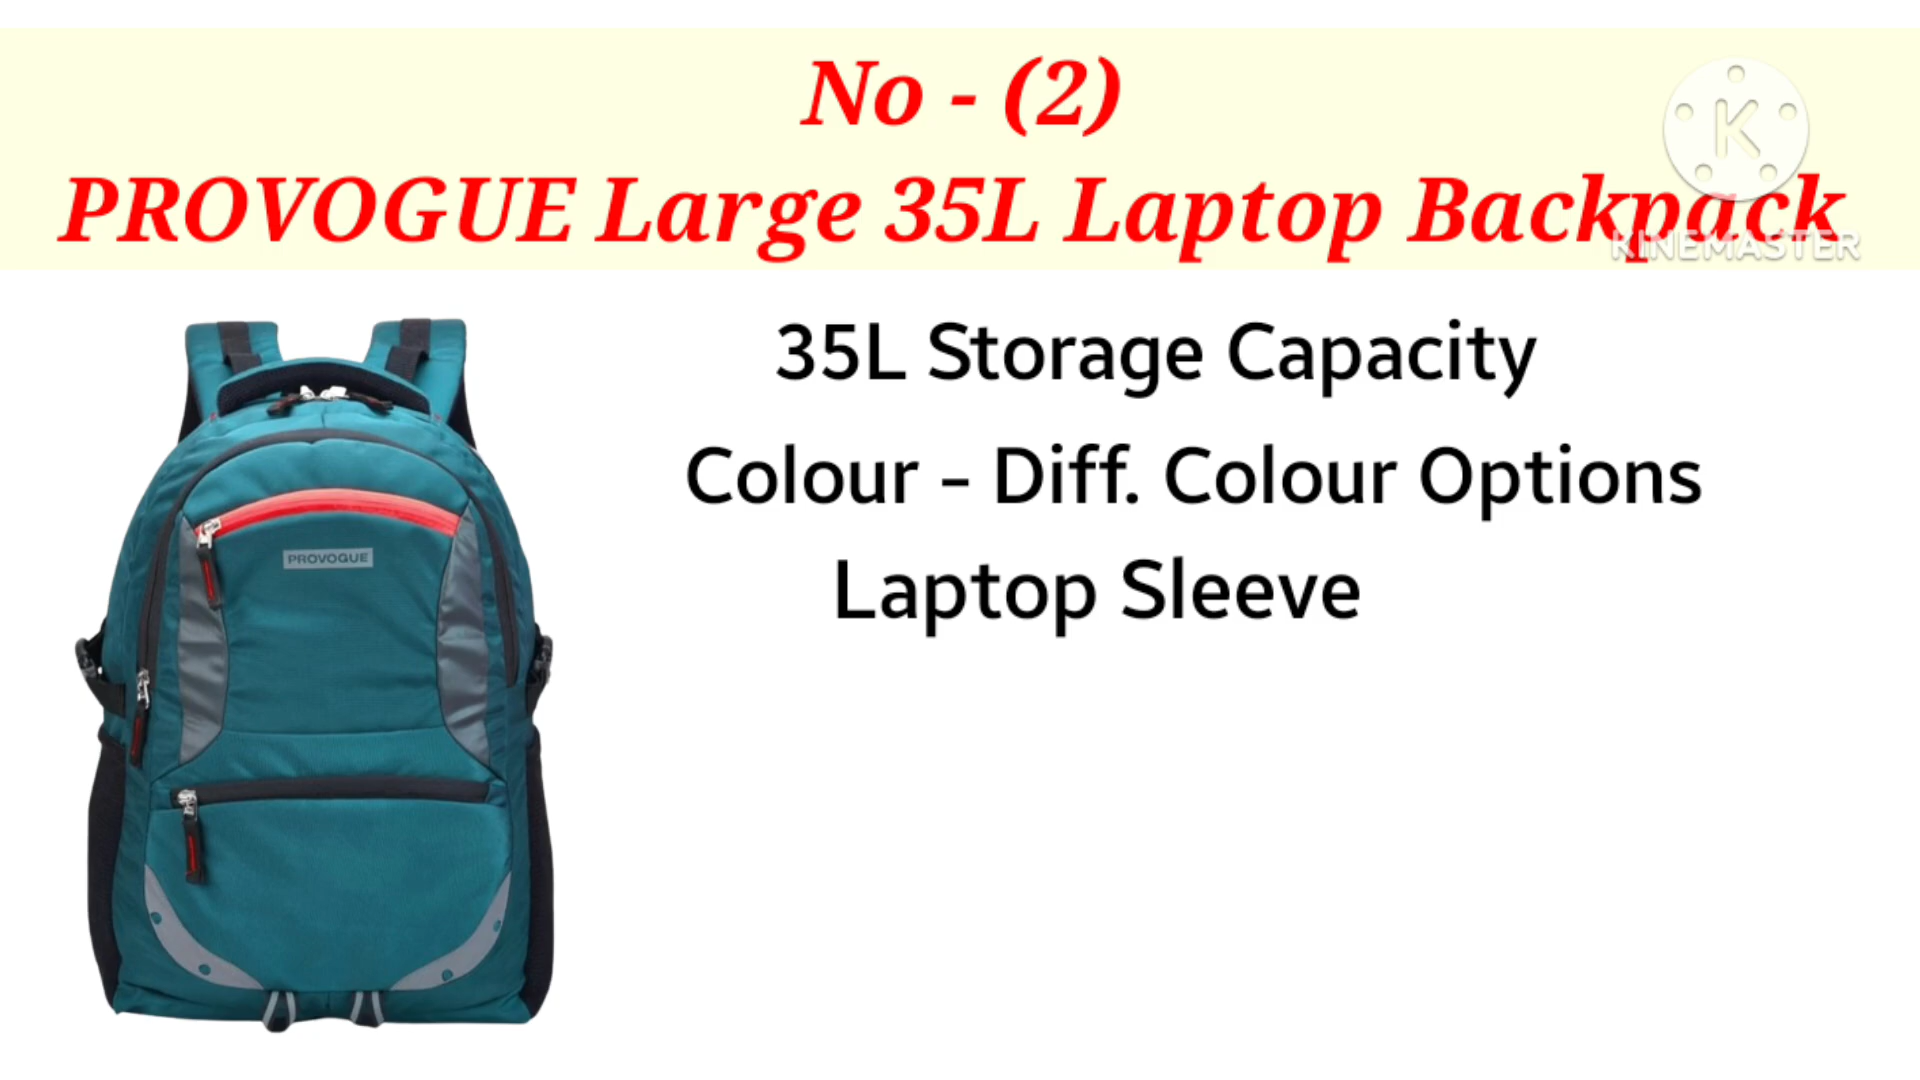 No - (2)
PROVOGUE Large 35L Laptop Backpack
K
KINEMASTER
35L Storage Capacity
Colour - Diff. Colour Options
Laptop Sleeve
PROVOGUE